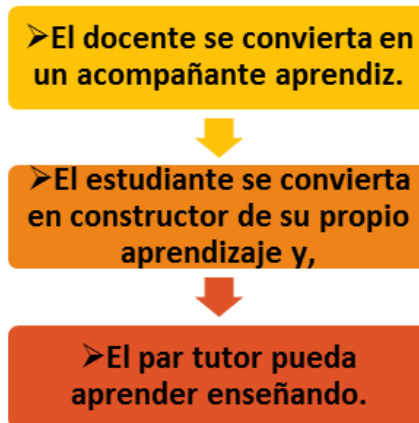 ➢El docente se convierta en
un acompañante aprendiz.
➢El estudiante se convierta
en constructor de su propio
aprendizaje y,
➢El par tutor pueda
aprender enseñando.